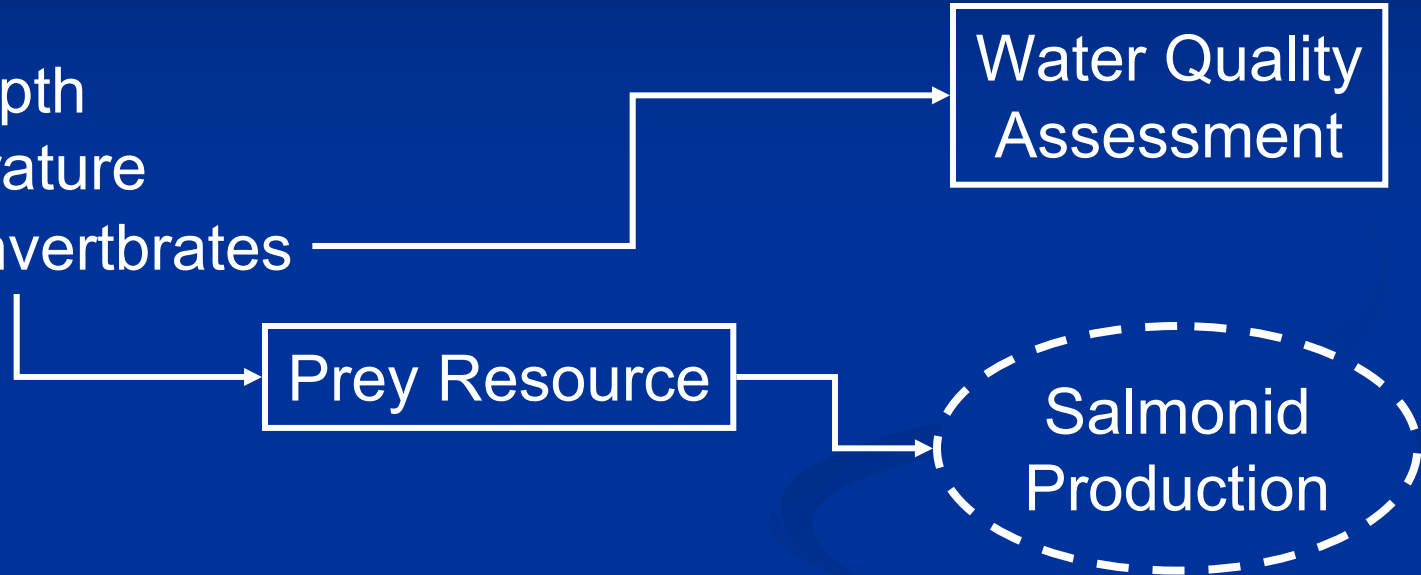 Water Quality
Assessment
pth
rature
nvertbrates
Prey Resource
Salmonid
Production